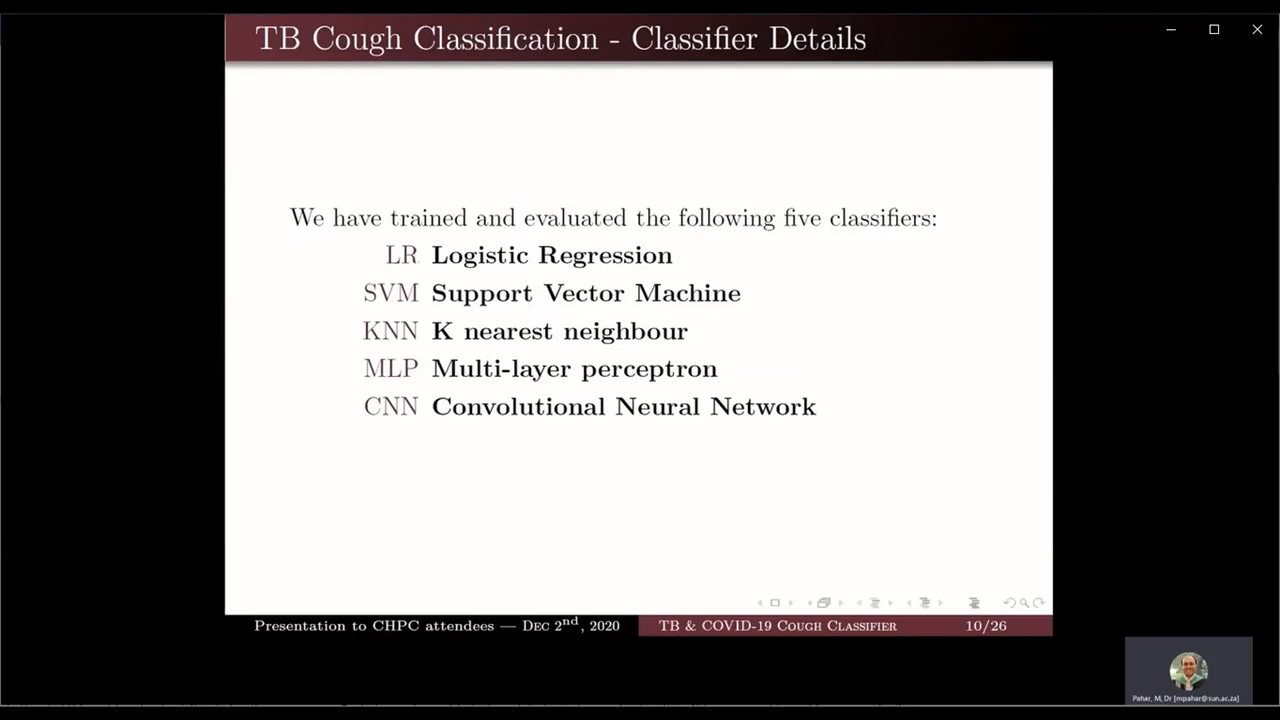 TB Cough Classification - Classifier Details
We have trained and evaluated the following five classifiers:
LR Logistic Regression
SVM Support Vector Machine
KNN K nearest neighbour
MLP Multi-layer perceptron
CNN Convolutional Neural Network
Presentation to CHPC attendees — Dec 2nd, 2020 TB & COVID-19 Cough Classifier 10/26
Pahar, M, Dr [mpahar@sun.ac.za]